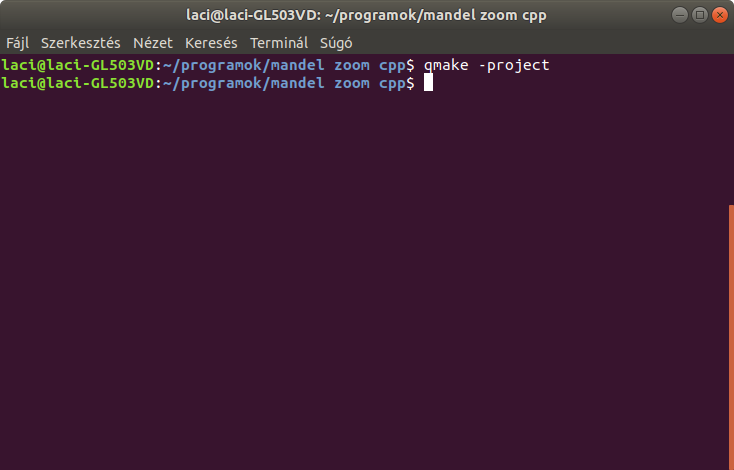 laci@laci-GL503VD: ~/programok/mandel zoom cpp
Fájl Szerkesztés Nézet Keresés Terminál Súgó
laci@laci-GL503VD:~/programok/mandel zoom cpp$ qmake -project
laci@laci-GL503VD:~/programok/mandel zoom cpp$